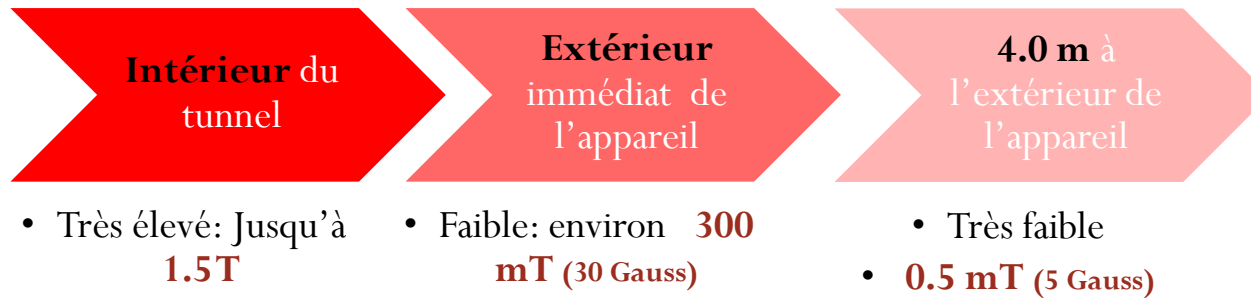 Intérieur du
tunnel
Extérieur
immédiat de
l'appareil
4.0 m à
l'extérieur de
l'appareil
• Très élevé: Jusqu'à
1.5T
• Faible: environ 300
mT (30 Gauss)
• Très faible
• 0.5 mT (5 Gauss)